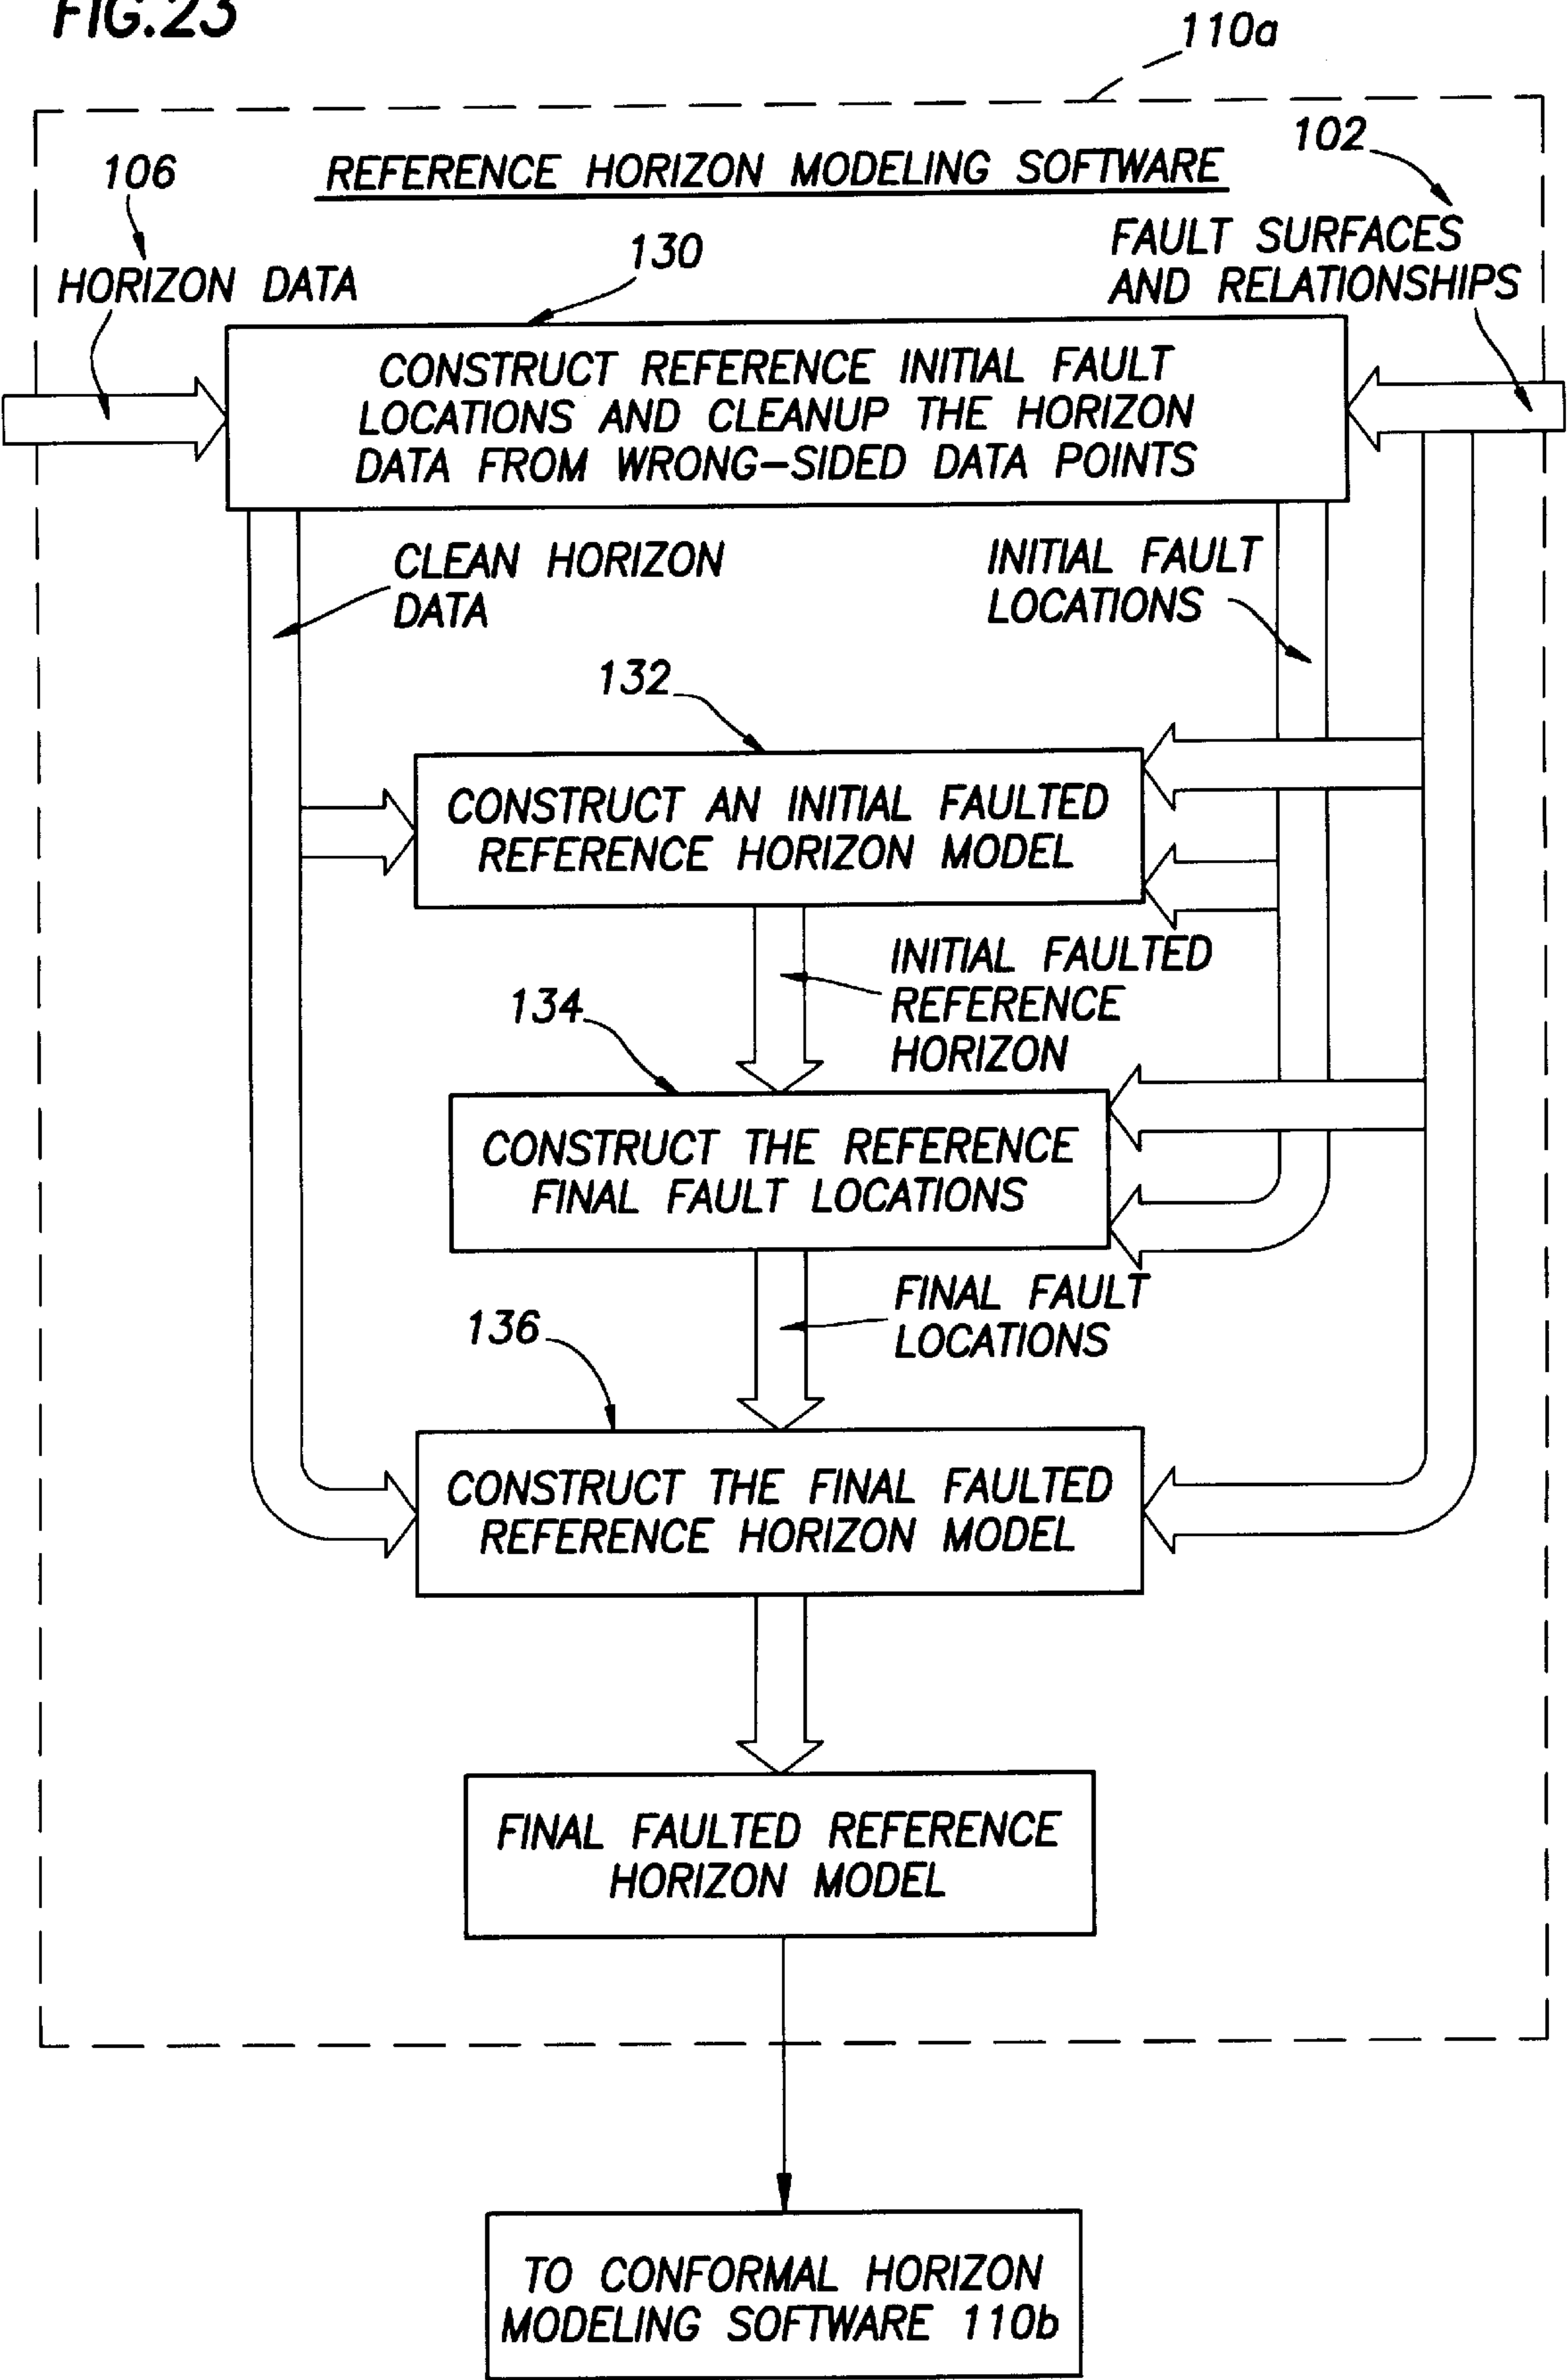 FIG.23
110a
106
REFERENCE HORIZON MODELING SOFTWARE
102
HORIZON DATA
130
FAULT SURFACES
AND RELATIONSHIPS
CONSTRUCT REFERENCE INITIAL FAULT
LOCATIONS AND CLEANUP THE HORIZON
DATA FROM WRONG-SIDED DATA POINTS
CLEAN HORIZON
DATA
INITIAL FAULT
LOCATIONS
132
CONSTRUCT AN INITIAL FAULTED
REFERENCE HORIZON MODEL
INITIAL FAULTED
REFERENCE
HORIZON
134
CONSTRUCT THE REFERENCE
FINAL FAULT LOCATIONS
FINAL FAULT
LOCATIONS
136
CONSTRUCT THE FINAL FAULTED
REFERENCE HORIZON MODEL
FINAL FAULTED REFERENCE
HORIZON MODEL
TO CONFORMAL HORIZON
MODELING SOFTWARE 110b